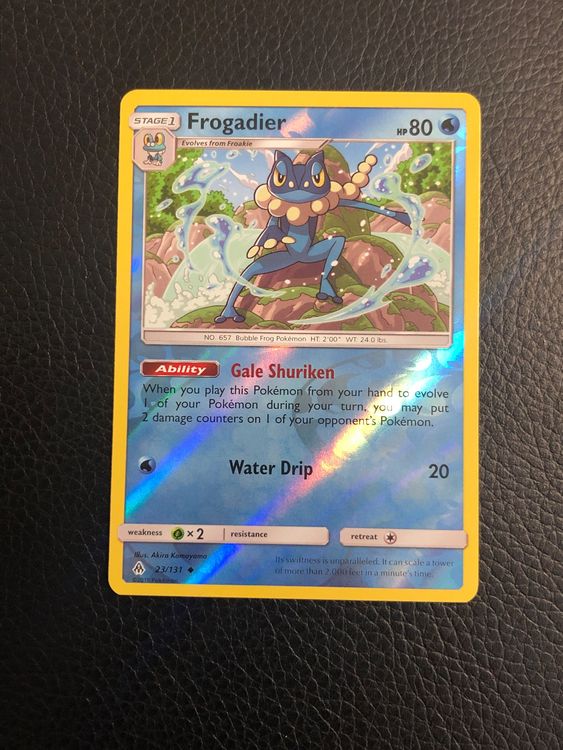 STAGE 1
Frogadier
HP 80
Evolves from Froakie
NO. 657 Bubble Frog Pokémon HT: 2'00" WT: 24.0 lbs.
Ability Gale Shuriken
When you play this Pokémon from your hand to evolve
1 of your Pokémon during your turn, you may put
2 damage counters on 1 of your opponent's Pokémon.
Water Drip 20
weakness ×2 resistance retreat
Illus. Akira Komayama
23/131
Its swiftness is unparalleled. It can scale a tower
of more than 2,000 feet in a minute's time.
©2018 Pokémon